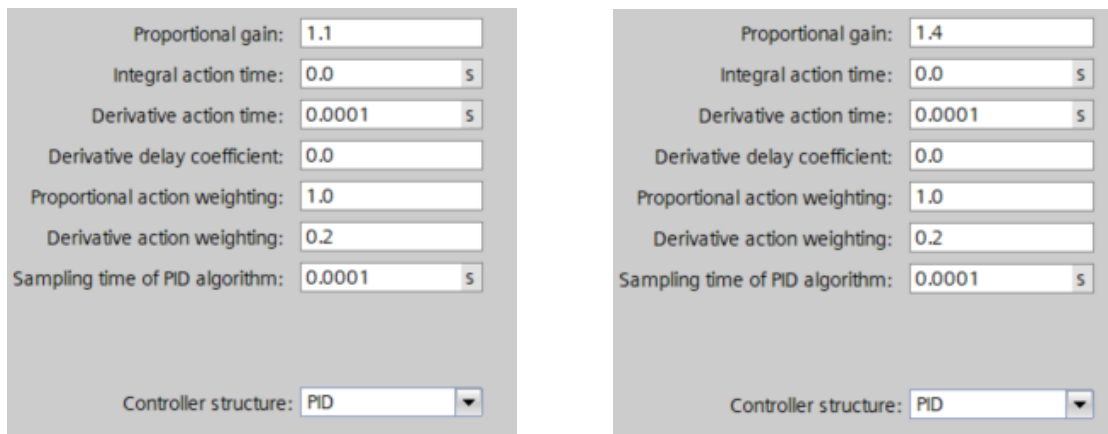 Proportional gain: 1.1
Integral action time: 0.0 s
Derivative action time: 0.0001 s
Derivative delay coefficient: 0.0
Proportional action weighting: 1.0
Derivative action weighting: 0.2
Sampling time of PID algorithm: 0.0001 s
Controller structure: PID
Proportional gain: 1.4
Integral action time: 0.0 s
Derivative action time: 0.0001 s
Derivative delay coefficient: 0.0
Proportional action weighting: 1.0
Derivative action weighting: 0.2
Sampling time of PID algorithm: 0.0001 s
Controller structure: PID